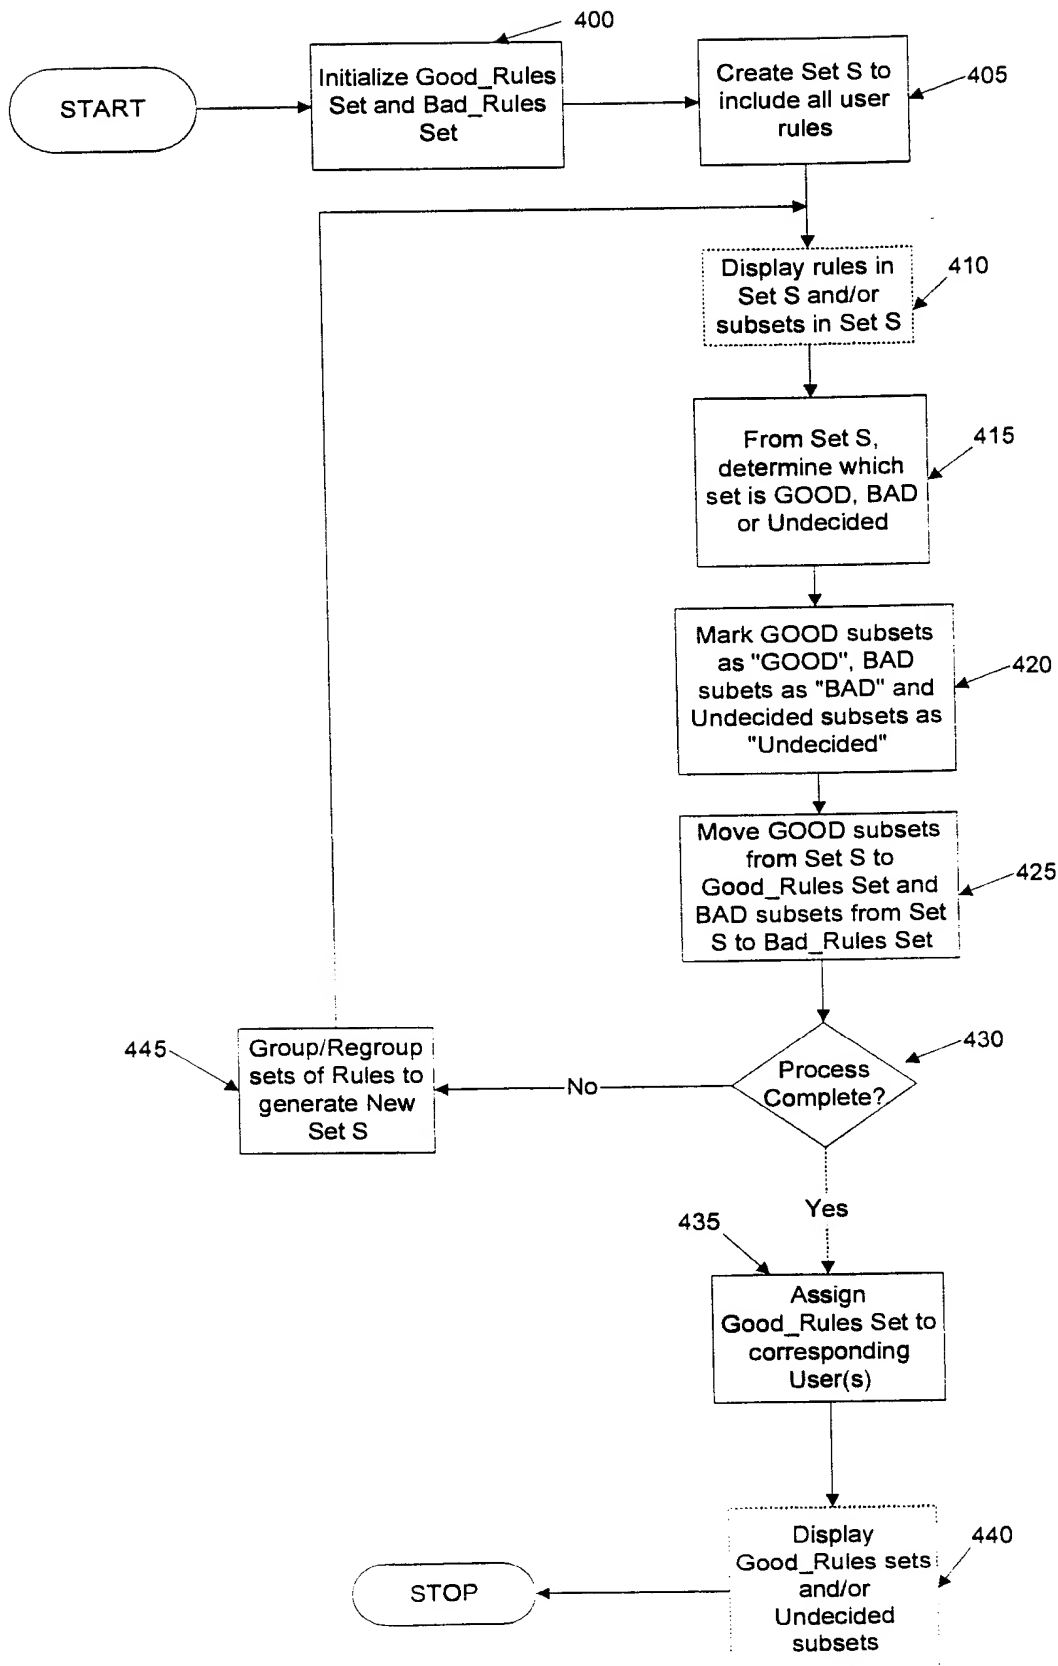 400
START
Initialize Good_Rules
Set and Bad_Rules
Set
Create Set S to
include all user
rules
405
Display rules in
Set S and/or
subsets in Set S
410
From Set S,
determine which
set is GOOD, BAD
or Undecided
415
Mark GOOD subsets
as "GOOD", BAD
subets as "BAD" and
Undecided subsets as
"Undecided"
420
Move GOOD subsets
from Set S to
Good_Rules Set and
BAD subsets from Set
S to Bad_Rules Set
425
Process
Complete?
430
No
445
Group/Regroup
sets of Rules to
generate New
Set S
Yes
435
Assign
Good_Rules Set to
corresponding
User(s)
Display
Good_Rules sets
and/or
Undecided
subsets
440
STOP